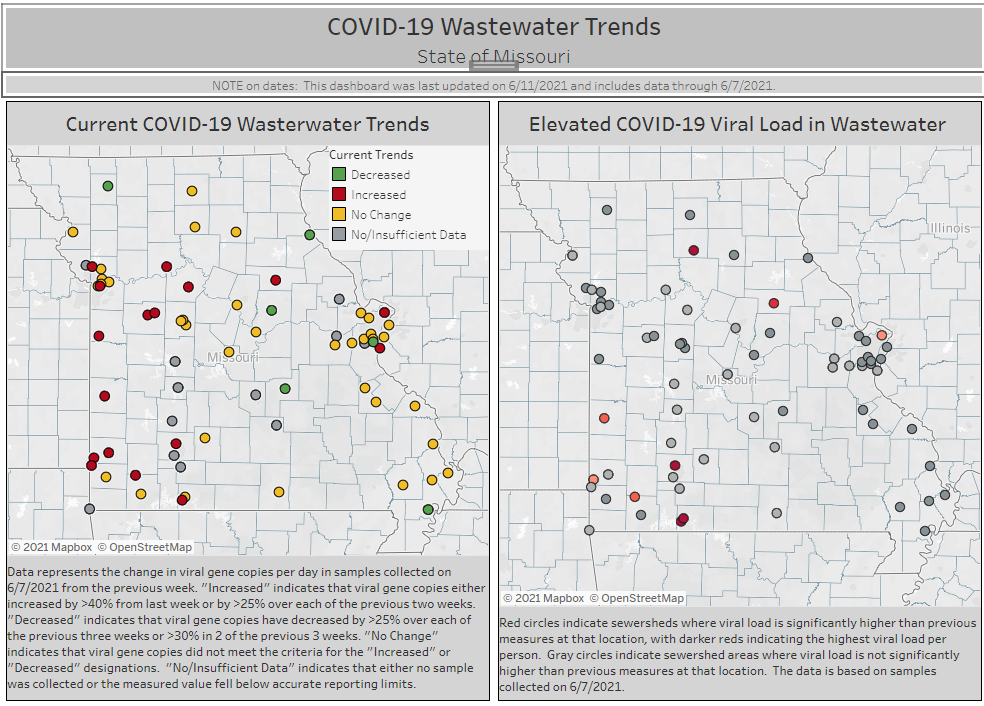 COVID-19 Wastewater Trends
State of Missouri
NOTE on dates:  This dashboard was last updated on 6/11/2021 and includes data through 6/7/2021.
Current COVID-19 Wasterwater Trends
Current Trends
Decreased
Increased
No Change
No/Insufficient Data
Missouri
© 2021 Mapbox © OpenStreetMap
Data represents the change in viral gene copies per day in samples collected on
6/7/2021 from the previous week. "Increased" indicates that viral gene copies either
increased by >40% from last week or by >25% over each of the previous two weeks.
"Decreased" indicates that viral gene copies have decreased by >25% over each of
the previous three weeks or >30% in 2 of the previous 3 weeks. "No Change"
indicates that viral gene copies did not meet the criteria for the "Increased" or
"Decreased" designations.  "No/Insufficient Data" indicates that either no sample
was collected or the measured value fell below accurate reporting limits.
Elevated COVID-19 Viral Load in Wastewater
Illinois
Missouri
© 2021 Mapbox © OpenStreetMap
Red circles indicate sewersheds where viral load is significantly higher than previous
measures at that location, with darker reds indicating the highest viral load per
person.  Gray circles indicate sewershed areas where viral load is not significantly
higher than previous measures at that location.  The data is based on samples
collected on 6/7/2021.